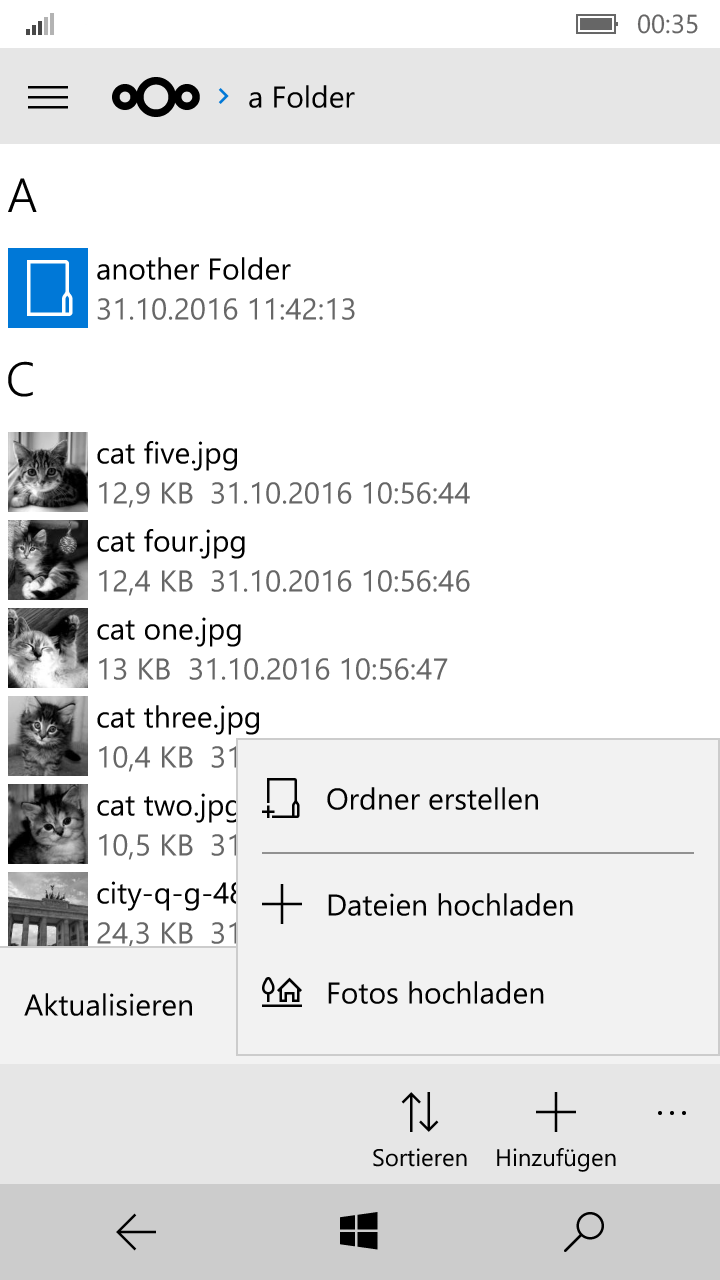 00:35
a Folder
A
another Folder
31.10.2016 11:42:13
C
cat five.jpg
12,9 KB 31.10.2016 10:56:44
cat four.jpg
12,4 KB 31.10.2016 10:56:46
cat one.jpg
13 KB 31.10.2016 10:56:47
cat three.jpg
10,4 KB 31
cat two.jpg
10,5 KB 31
city-q-g-48
24,3 KB 31
Ordner erstellen
Dateien hochladen
Fotos hochladen
Aktualisieren
Sortieren
Hinzufügen